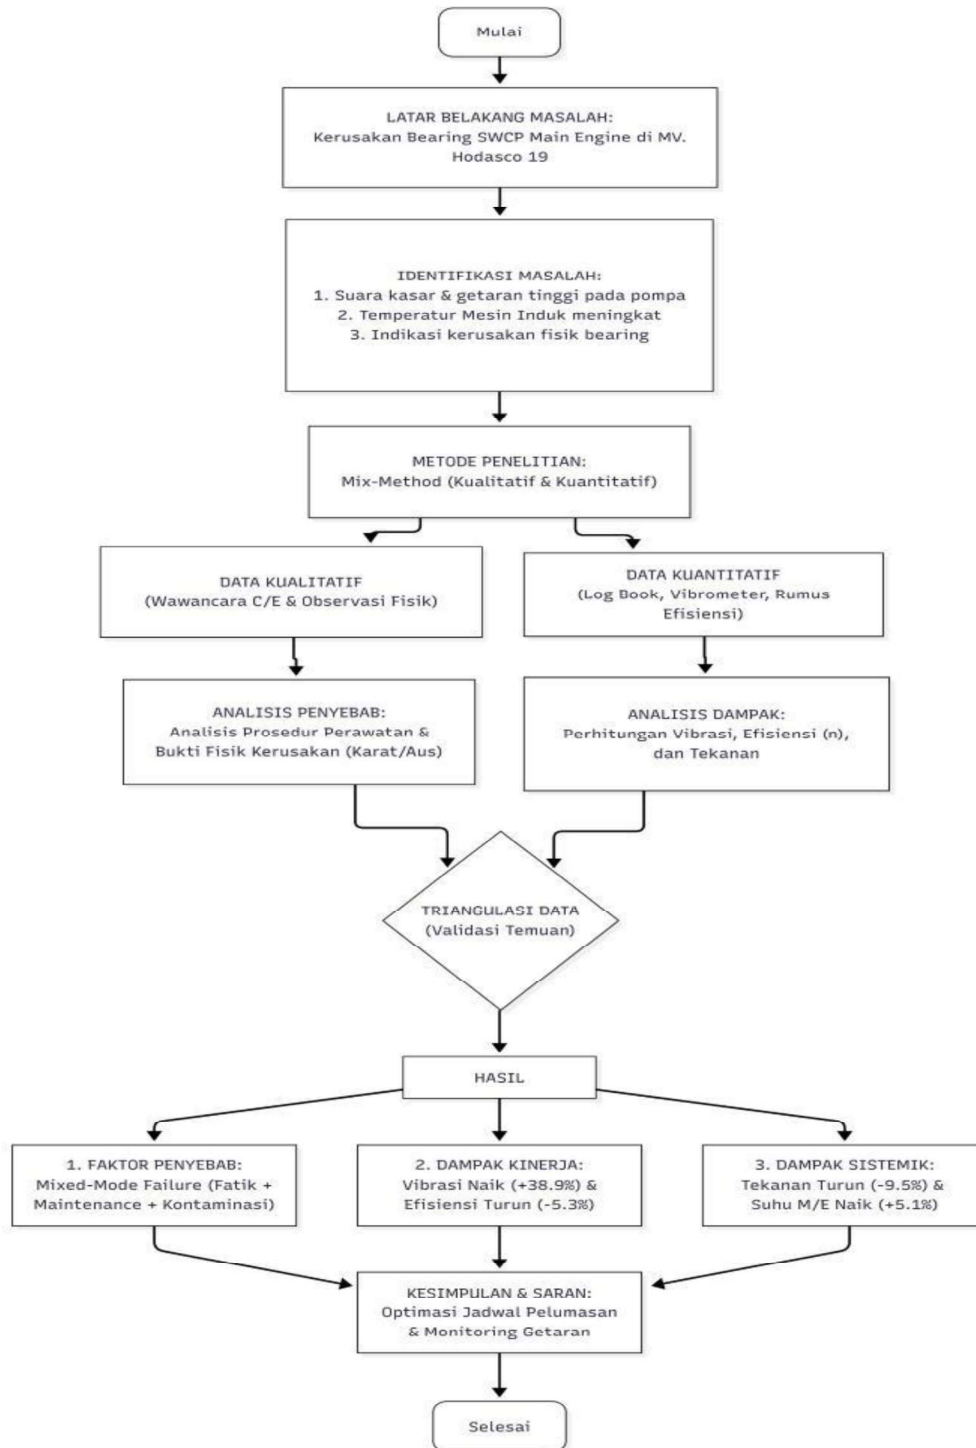 Mulai
LATAR BELAKANG MASALAH:
Kerusakan Bearing SWCP Main Engine di MV.
Hodasco 19
IDENTIFIKASI MASALAH:
1. Suara kasar & getaran tinggi pada pompa
2. Temperatur Mesin Induk meningkat
3. Indikasi kerusakan fisik bearing
METODE PENELITIAN:
Mix-Method (Kualitatif & Kuantitatif)
DATA KUALITATIF
(Wawancara C/E & Observasi Fisik)
DATA KUANTITATIF
(Log Book, Vibrometer, Rumus
Efisiensi)
ANALISIS PENYEBAB:
Analisis Prosedur Perawatan &
Bukti Fisik Kerusakan (Karat/Aus)
ANALISIS DAMPAK:
Perhitungan Vibrasi, Efisiensi (n),
dan Tekanan
TRIANGULASI DATA
(Validasi Temuan)
HASIL
1. FAKTOR PENYEBAB:
Mixed-Mode Failure (Fatik +
Maintenance + Kontaminasi)
2. DAMPAK KINERJA:
Vibrasi Naik (+38.9%) &
Efisiensi Turun (-5.3%)
3. DAMPAK SISTEMIK:
Tekanan Turun (-9.5%) &
Suhu M/E Naik (+5.1%)
KESIMPULAN & SARAN:
Optimasi Jadwal Pelumasan
& Monitoring Getaran
Selesai